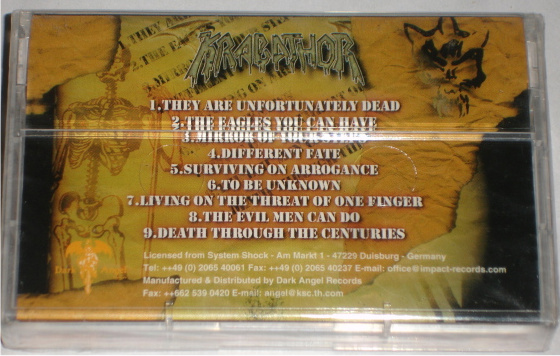 KRABATHOR
1.THEY ARE UNFORTUNATELY DEAD
2.THE EAGLES YOU CAN HAVE
3.MIRROR OF YOUR
4.DIFFERENT FATE
5.SURVIVING ON ARROGANCE
6.TO BE UNKNOWN
7.LIVING ON THE THREAT OF ONE FINGER
8.THE EVIL MEN CAN DO
9.DEATH THROUGH THE CENTURIES
Licensed from System Shock - Am Markt 1 - 47229 Duisburg - Germany
Tel: ++49 (0) 2065 40061 Fax: ++49 (0) 2065 40237 E-mail: office@impact-records.com
Manufactured & Distributed by Dark Angel Records
Fax: ++662 539 0420 E-mail: angel@ksc.th.com